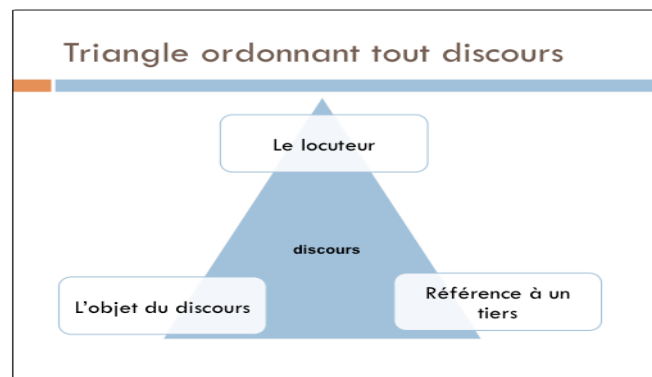 Triangle ordonnant tout discours
Le locuteur
discours
L'objet du discours
Référence à un
tiers